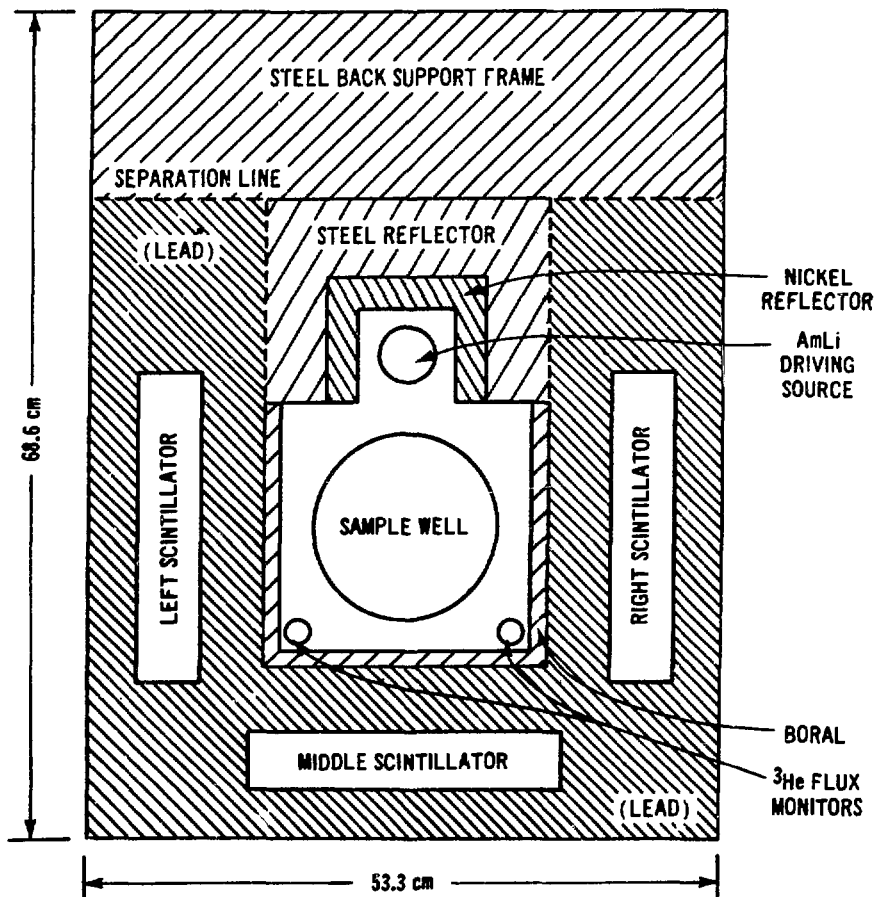 STEEL BACK SUPPORT FRAME
SEPARATION LINE
(LEAD)
STEEL REFLECTOR
NICKEL
REFLECTOR
AmLi
DRIVING
SOURCE
68.6 cm
LEFT SCINTILLATOR
SAMPLE WELL
RIGHT SCINTILLATOR
MIDDLE SCINTILLATOR
BORAL
³He FLUX
MONITORS
(LEAD)
53.3 cm